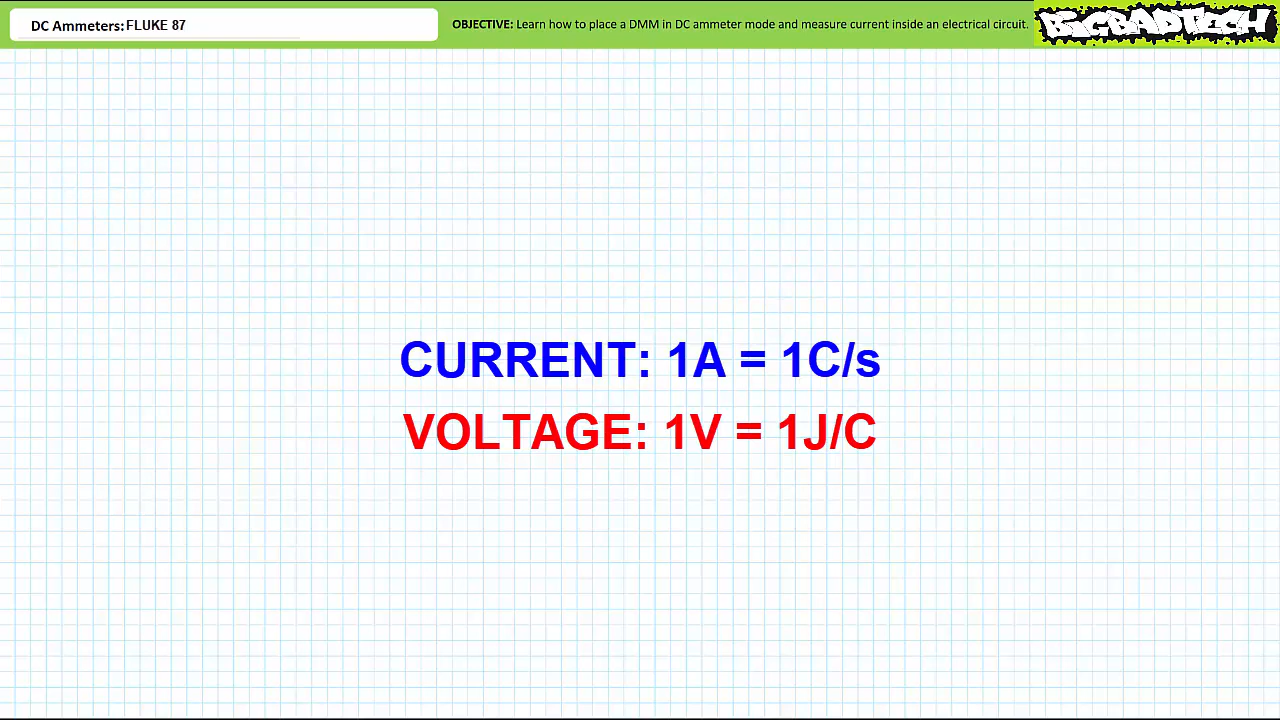 DC Ammeters: FLUKE 87
OBJECTIVE: Learn how to place a DMM in DC ammeter mode and measure current inside an electrical circuit.
BIGBADTECH
CURRENT: 1A = 1C/s
VOLTAGE: 1V = 1J/C